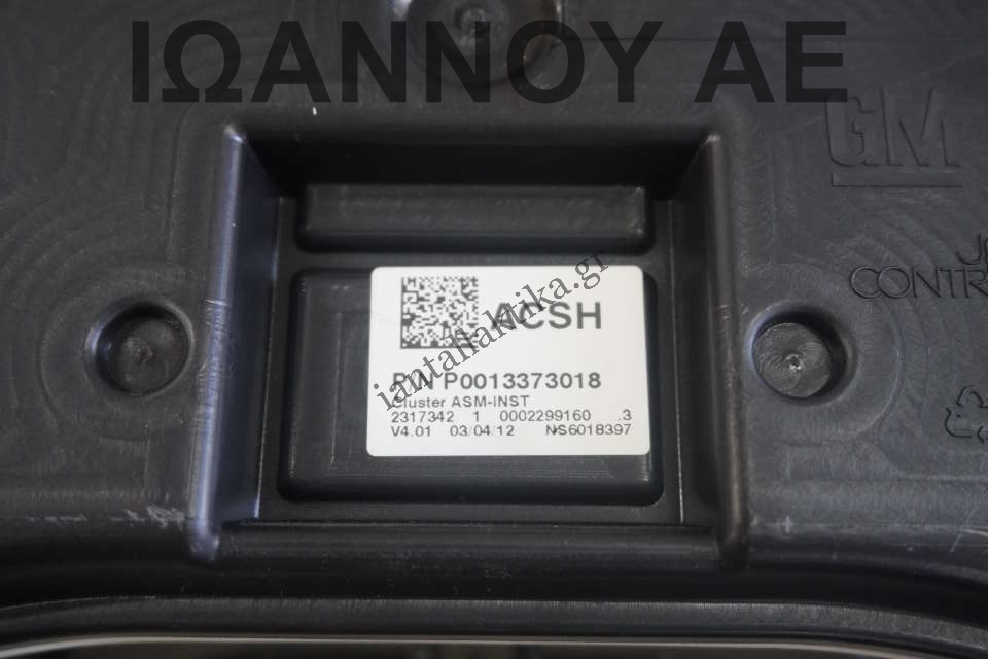 ΙΩΑΝΝΟΥ ΑΕ
GM
CONTR
iantallaktika.gr
ACSH
P/N P0013373018
Cluster ASM-INST
2317342 1 0002299160 .3
V4.01 03.04.12 NS6018397